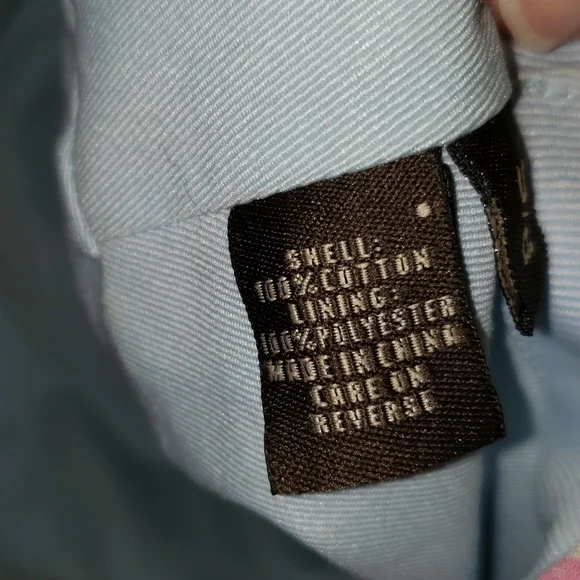 SHELL:
100% COTTON
LINING:
100% POLYESTER
MADE IN CHINA
CARE ON
REVERSE